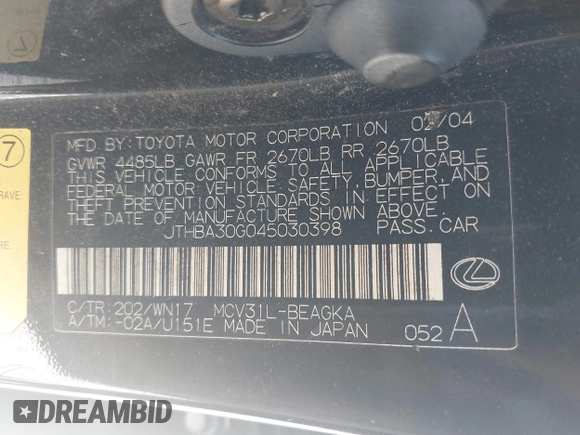 7
RAVE.
MFD BY:TOYOTA MOTOR CORPORATION 02/04
GVWR 4485LB GAWR FR 2670LB RR 2670LB
THIS VEHICLE CONFORMS TO ALL APPLICABLE
FEDERAL MOTOR VEHICLE SAFETY, BUMPER, AND
THEFT PREVENTION STANDARDS IN EFFECT ON
THE DATE OF MANUFACTURE SHOWN ABOVE.
JTHBA30G045030398 PASS.CAR
C/TR:202/WN17 MCV31L-BEAGKA
A/TM:-02A/U151E MADE IN JAPAN 052 A
DREAMBID